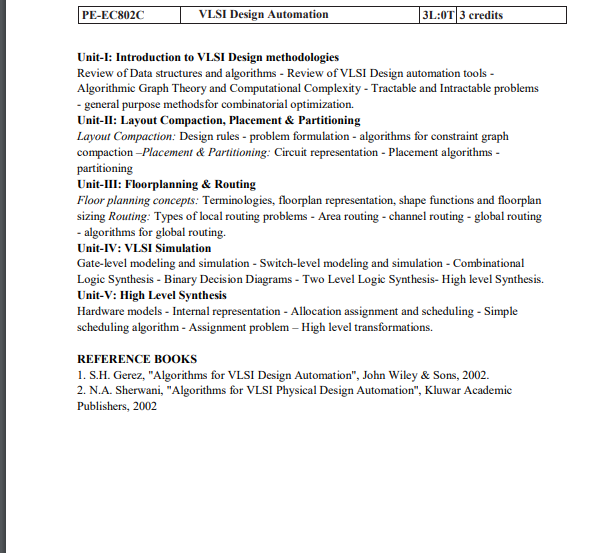 PE-EC802C VLSI Design Automation 3L:0T 3 credits
Unit-I: Introduction to VLSI Design methodologies
Review of Data structures and algorithms - Review of VLSI Design automation tools -
Algorithmic Graph Theory and Computational Complexity - Tractable and Intractable problems
- general purpose methodsfor combinatorial optimization.
Unit-II: Layout Compaction, Placement & Partitioning
Layout Compaction: Design rules - problem formulation - algorithms for constraint graph
compaction –Placement & Partitioning: Circuit representation - Placement algorithms -
partitioning
Unit-III: Floorplanning & Routing
Floor planning concepts: Terminologies, floorplan representation, shape functions and floorplan
sizing Routing: Types of local routing problems - Area routing - channel routing - global routing
- algorithms for global routing.
Unit-IV: VLSI Simulation
Gate-level modeling and simulation - Switch-level modeling and simulation - Combinational
Logic Synthesis - Binary Decision Diagrams - Two Level Logic Synthesis- High level Synthesis.
Unit-V: High Level Synthesis
Hardware models - Internal representation - Allocation assignment and scheduling - Simple
scheduling algorithm - Assignment problem – High level transformations.
REFERENCE BOOKS
1. S.H. Gerez, "Algorithms for VLSI Design Automation", John Wiley & Sons, 2002.
2. N.A. Sherwani, "Algorithms for VLSI Physical Design Automation", Kluwar Academic
Publishers, 2002